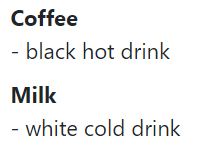 Coffee
- black hot drink
Milk
- white cold drink